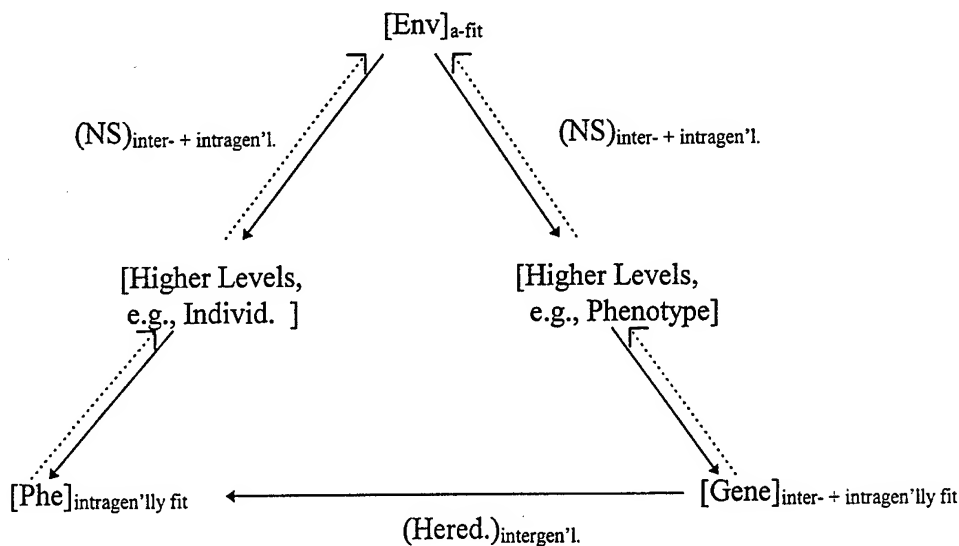 [Env]a-fit
(NS)inter- + intragen'l.
(NS)inter- + intragen'l.
[Higher Levels,
e.g., Individ. ]
[Higher Levels,
e.g., Phenotype]
[Phe]intragen'lly fit
[Gene]inter- + intragen'lly fit
(Hered.)intergen'l.